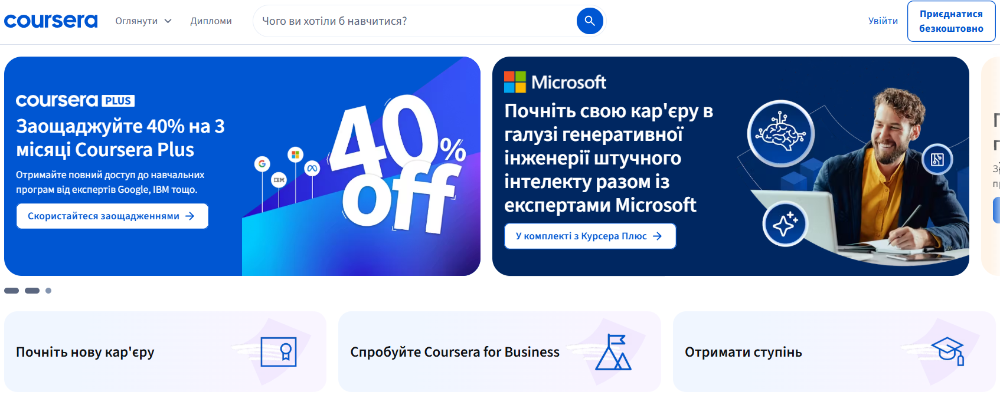 coursera
Оглянути
Дипломи
Чого ви хотіли б навчитися?
Увійти
Приєднатися
безкоштовно
coursera PLUS
Заощаджуйте 40% на 3
місяці Coursera Plus
Отримайте повний доступ до навчальних
програм від експертів Google, IBM тощо.
Скористайтеся заощадженнями
G
IBM
40%
off
Microsoft
Почніть свою кар'єру в
галузі генеративної
інженерії штучного
інтелекту разом із
експертами Microsoft
У комплекті з Курсера Плюс
Почніть нову кар'єру
Спробуйте Coursera for Business
Отримати ступінь